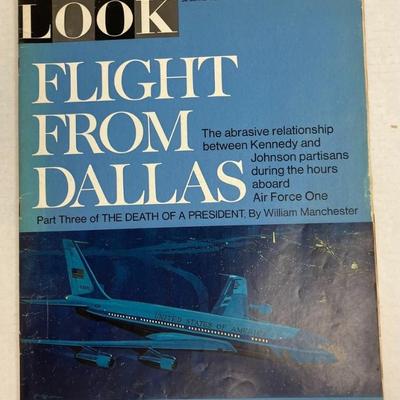 LOOK
FLIGHT
FROM
DALLAS
The abrasive relationship
between Kennedy and
Johnson partisans
during the hours
aboard
Air Force One
Part Three of THE DEATH OF A PRESIDENT, By William Manchester
UNITED STATES OF AMERICA